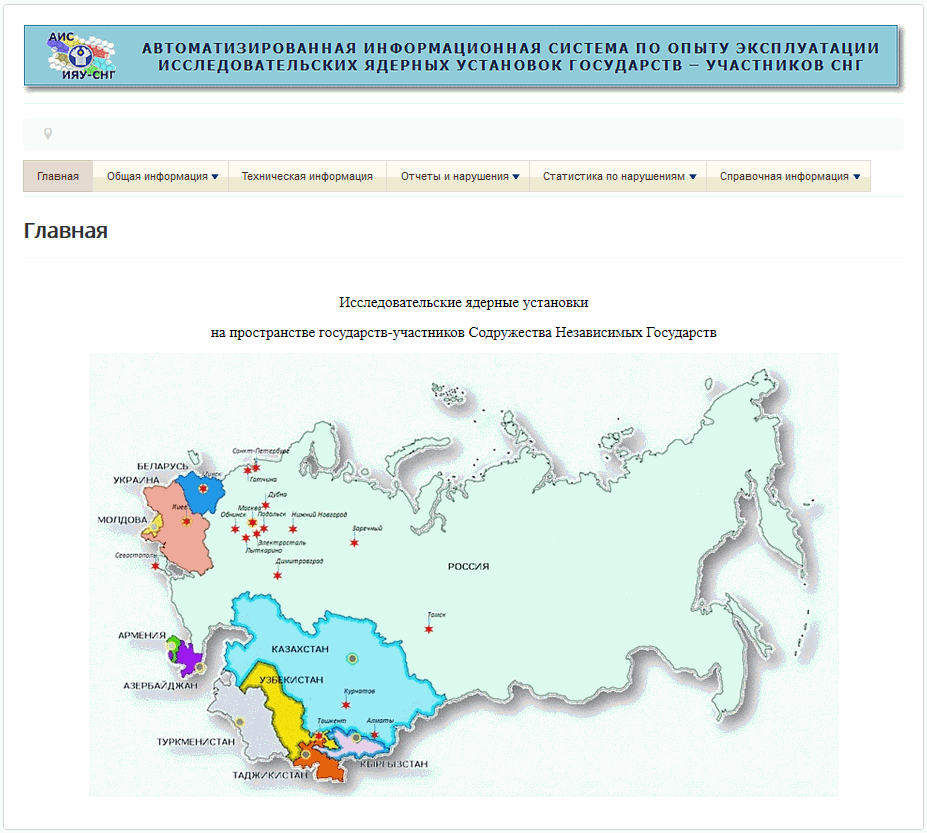 АИС
ИЯУ-СНГ
АВТОМАТИЗИРОВАННАЯ ИНФОРМАЦИОННАЯ СИСТЕМА ПО ОПЫТУ ЭКСПЛУАТАЦИИ
ИССЛЕДОВАТЕЛЬСКИХ ЯДЕРНЫХ УСТАНОВОК ГОСУДАРСТВ – УЧАСТНИКОВ СНГ
Главная
Общая информация
Техническая информация
Отчеты и нарушения
Статистика по нарушениям
Справочная информация
Главная
Исследовательские ядерные установки
на пространстве государств-участников Содружества Независимых Государств
Санкт-Петербург
Гатчина
БЕЛАРУСЬ
Минск
УКРАИНА
Дубна
Киев
Москва
Обнинск
Подольск
Нижний Новгород
МОЛДОВА
Заречный
Электросталь
Лыткарино
Севастополь
Димитровград
РОССИЯ
Томск
АРМЕНИЯ
КАЗАХСТАН
АЗЕРБАЙДЖАН
УЗБЕКИСТАН
Курчатов
Ташкент
Алматы
ТУРКМЕНИСТАН
КЫРГЫЗСТАН
ТАДЖИКИСТАН